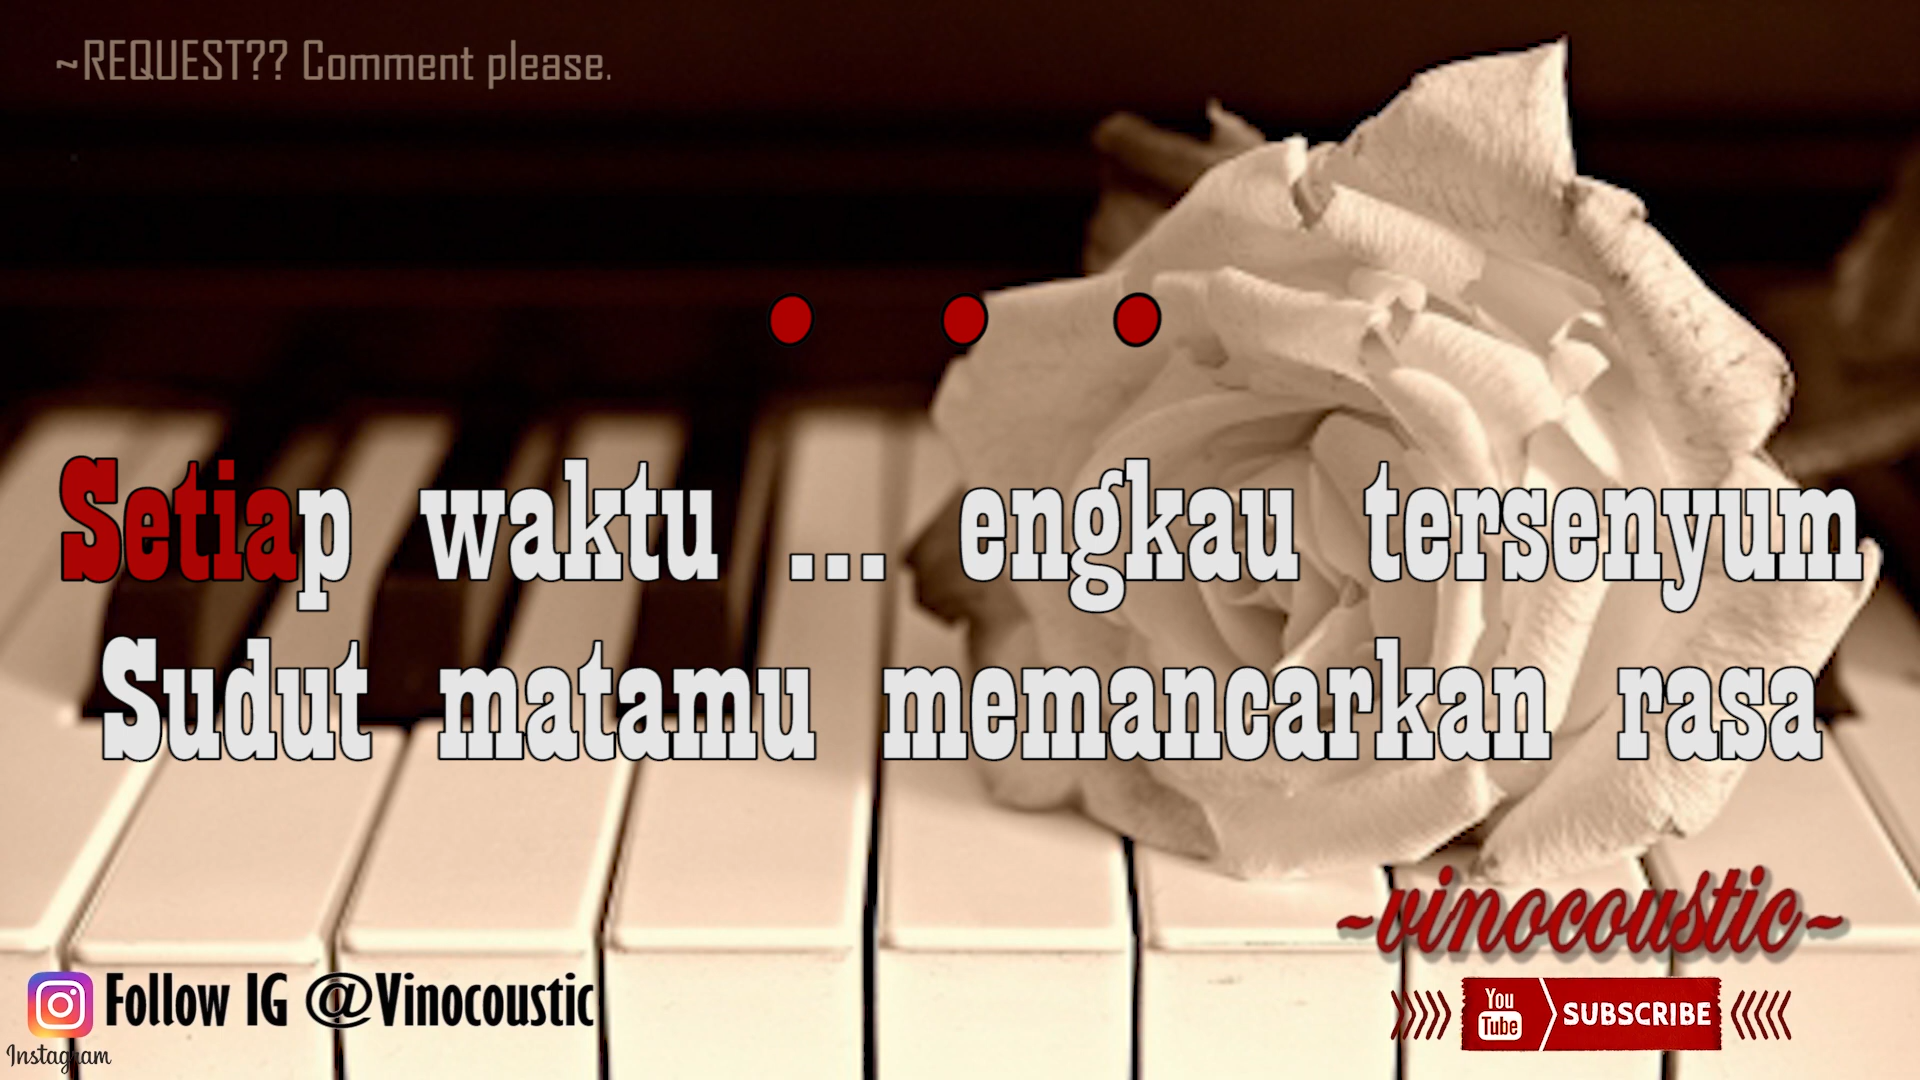 ~REQUEST?? Comment please.
Setiap waktu ... engkau tersenyum
Sudut matamu memancarkan rasa
~vinocoustic~
Follow IG @Vinocoustic
You Tube SUBSCRIBE
Instagram